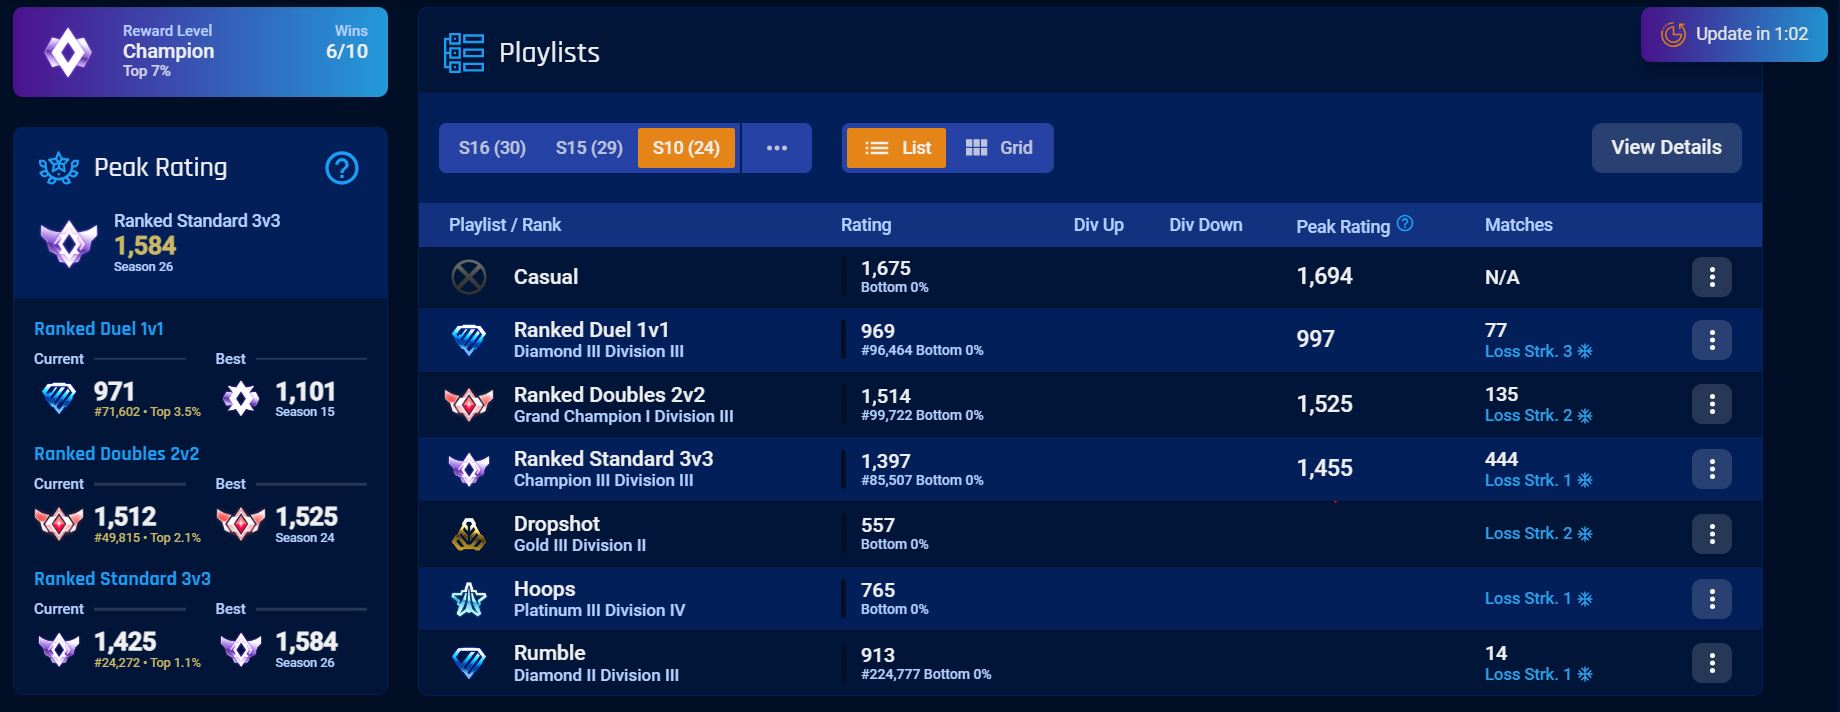 Reward Level
Champion
Top 7%
Wins
6/10
Peak Rating
?
Ranked Standard 3v3
1,584
Season 26
Ranked Duel 1v1
Current
Best
971
#71,602 • Top 3.5%
1,101
Season 15
Ranked Doubles 2v2
Current
Best
1,512
#49,815 • Top 2.1%
1,525
Season 24
Ranked Standard 3v3
Current
Best
1,425
#24,272 • Top 1.1%
1,584
Season 26
Playlists
Update in 1:02
S16 (30) S15 (29) S10 (24) •••
List Grid
View Details
Playlist / Rank Rating Div Up Div Down Peak Rating ? Matches
Casual
1,675
Bottom 0%
1,694
N/A
Ranked Duel 1v1
Diamond III Division III
969
#96,464 Bottom 0%
997
77
Loss Strk. 3
Ranked Doubles 2v2
Grand Champion I Division III
1,514
#99,722 Bottom 0%
1,525
135
Loss Strk. 2
Ranked Standard 3v3
Champion III Division III
1,397
#85,507 Bottom 0%
1,455
444
Loss Strk. 1
Dropshot
Gold III Division II
557
Bottom 0%
Loss Strk. 2
Hoops
Platinum III Division IV
765
Bottom 0%
Loss Strk. 1
Rumble
Diamond II Division III
913
#224,777 Bottom 0%
14
Loss Strk. 1